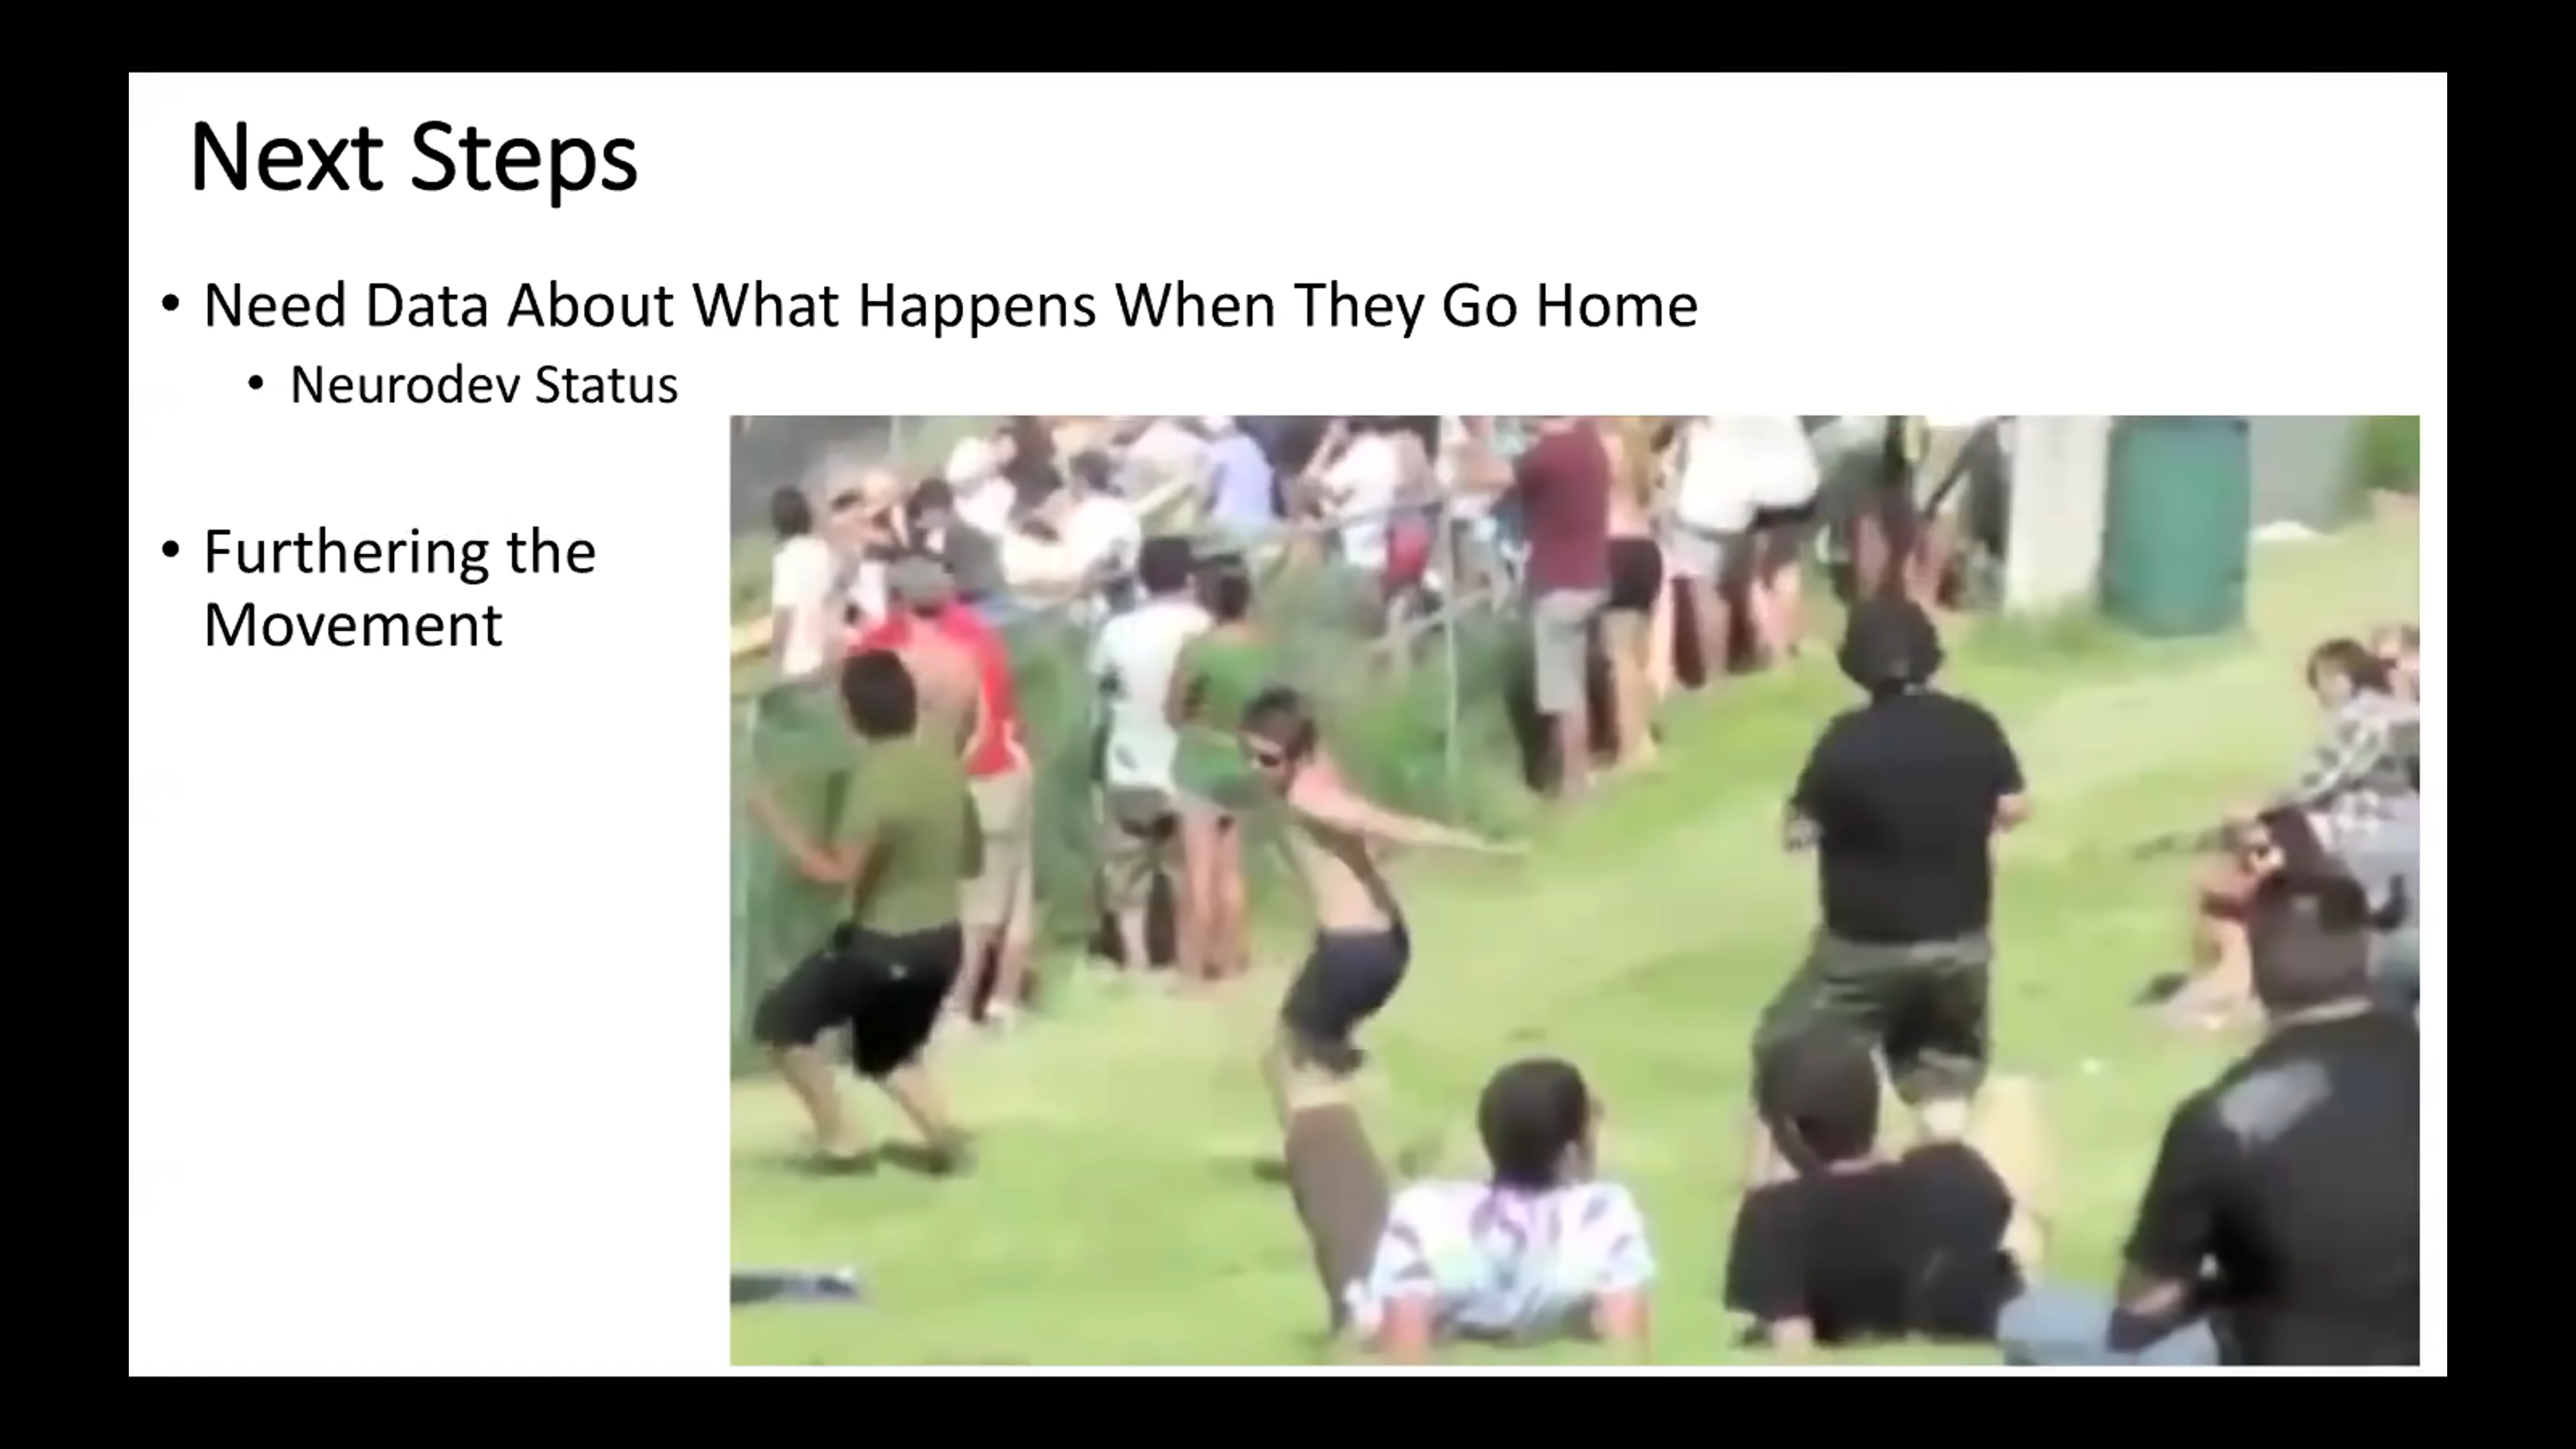 Next Steps
• Need Data About What Happens When They Go Home
• Neurodev Status
• Furthering the
Movement